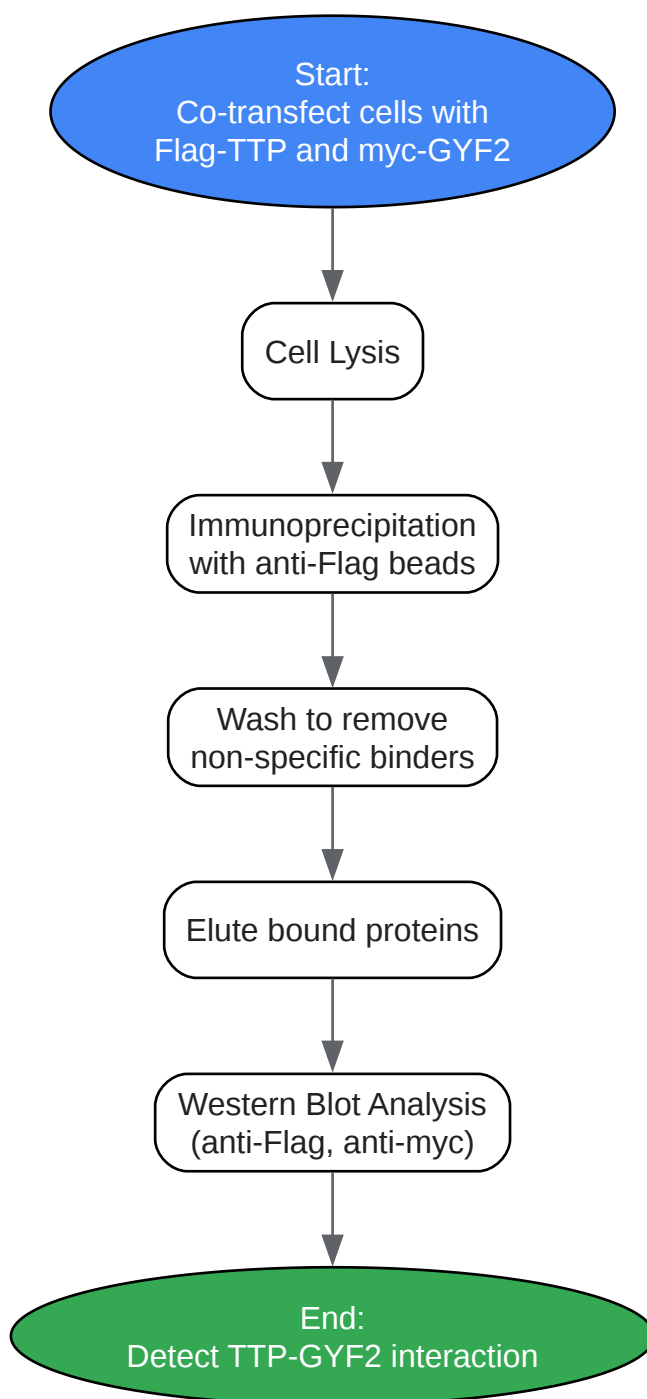 Start:
Co-transfect cells with
Flag-TTP and myc-GYF2
Cell Lysis
Immunoprecipitation
with anti-Flag beads
Wash to remove
non-specific binders
Elute bound proteins
Western Blot Analysis
(anti-Flag, anti-myc)
End:
Detect TTP-GYF2 interaction